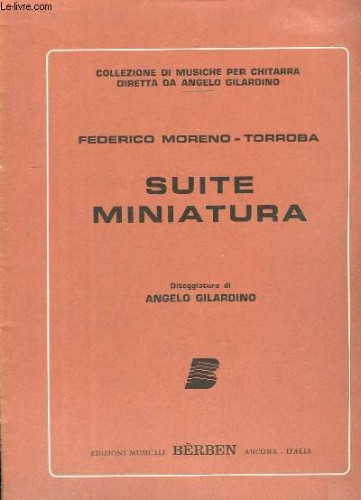 Le-Livre.com
COLLEZIONE DI MUSICHE PER CHITARRA
DIRETTA DA ANGELO GILARDINO
FEDERICO MORENO - TORROBA
SUITE
MINIATURA
Diteggiatura di
ANGELO GILARDINO
B
EDIZIONI MUSICALI BÈRBEN ANCONA - ITALIA